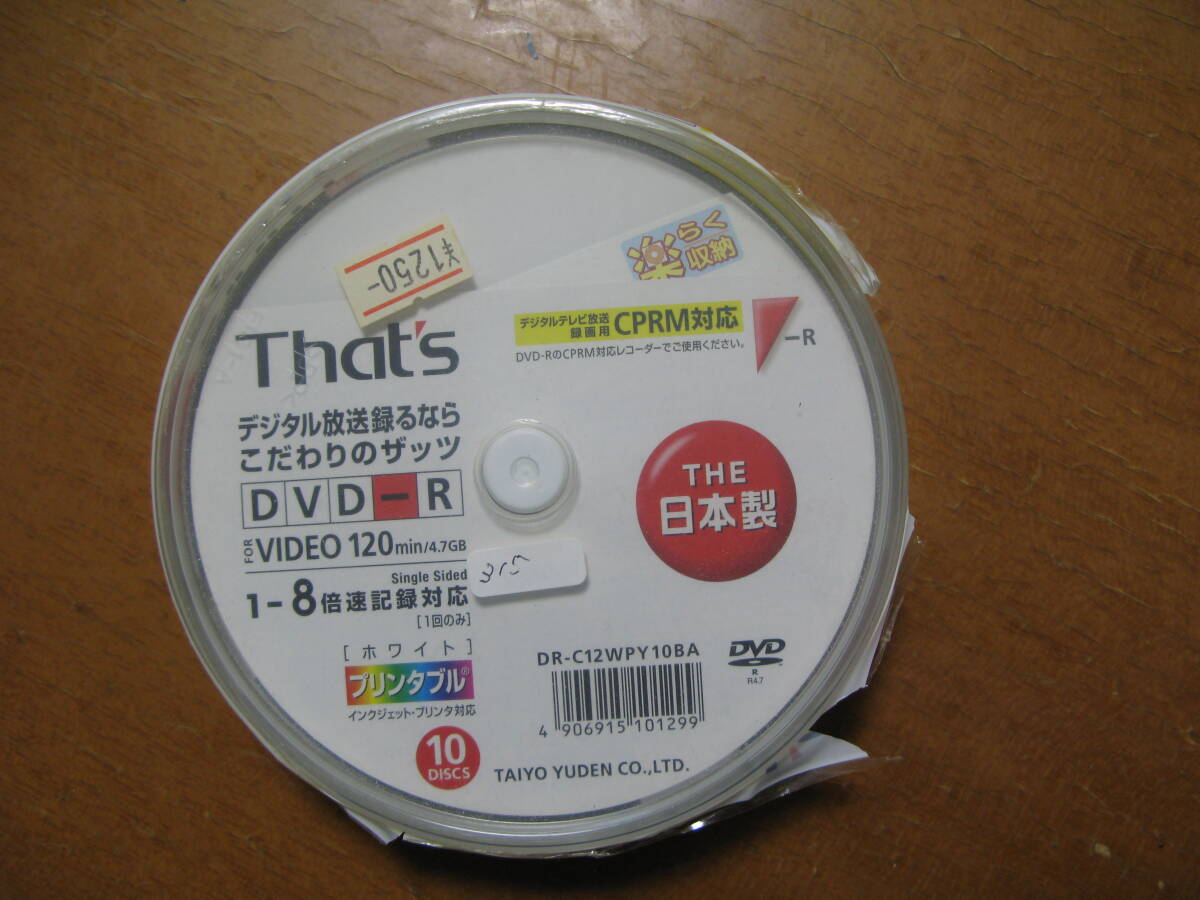 ¥1250-
楽らく
収納
That's
デジタルテレビ放送
録画用 CPRM対応
DVD-RのCPRM対応レコーダーでご使用ください。
-R
デジタル放送録るなら
こだわりのザッツ
DVD-R
FOR VIDEO 120min/4.7GB
Single Sided
1-8倍速記録対応
[1回のみ]
THE
日本製
315
[ホワイト]
プリンタブル®
インクジェット・プリンタ対応
10
DISCS
DR-C12WPY10BA
4 906915 101299
TAIYO YUDEN CO.,LTD.
DVD
R
R4.7